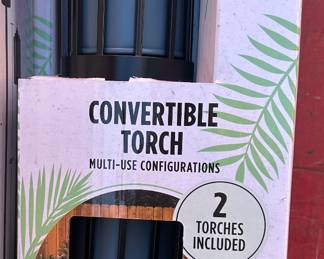 CONVERTIBLE
TORCH
MULTI-USE CONFIGURATIONS
2
TORCHES
INCLUDED